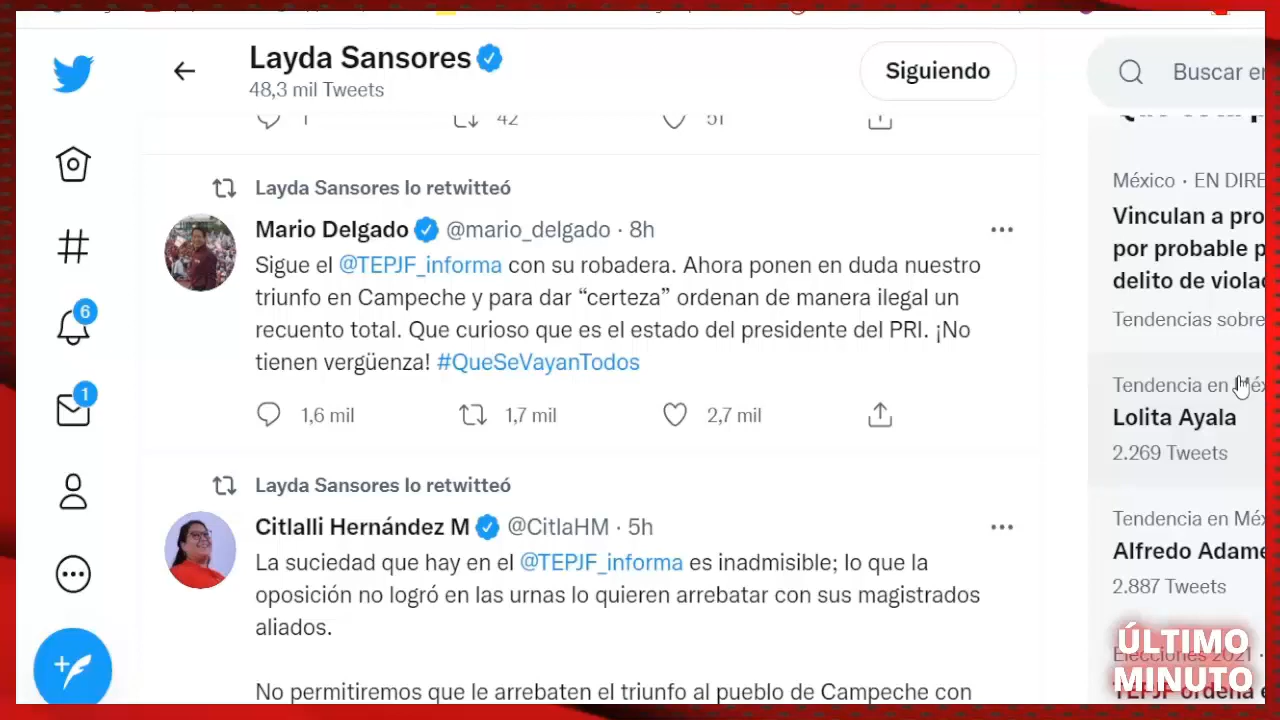 Layda Sansores
48,3 mil Tweets
Siguiendo
Buscar en
1
42
51
Layda Sansores lo retwitteó
Mario Delgado @mario_delgado · 8h
Sigue el @TEPJF_informa con su robadera. Ahora ponen en duda nuestro
triunfo en Campeche y para dar “certeza” ordenan de manera ilegal un
recuento total. Que curioso que es el estado del presidente del PRI. ¡No
tienen vergüenza! #QueSeVayanTodos
1,6 mil
1,7 mil
2,7 mil
Layda Sansores lo retwitteó
Citlalli Hernández M @CitlaHM · 5h
La suciedad que hay en el @TEPJF_informa es inadmisible; lo que la
oposición no logró en las urnas lo quieren arrebatar con sus magistrados
aliados.
No permitiremos que le arrebaten el triunfo al pueblo de Campeche con
6
1
México · EN DIRE
Vinculan a pro
por probable p
delito de viola
Tendencias sobre
Tendencia en Méx
Lolita Ayala
2.269 Tweets
Tendencia en Méx
Alfredo Adame
2.887 Tweets
Elecciones 2021 ·
TEPJF ordena e
ÚLTIMO
MINUTO